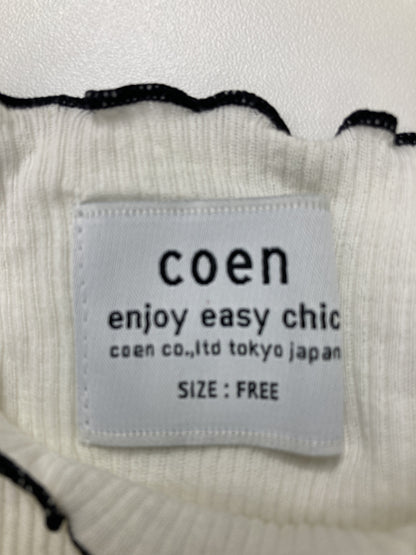 coen
enjoy easy chic
coen co.,ltd tokyo japan
SIZE : FREE